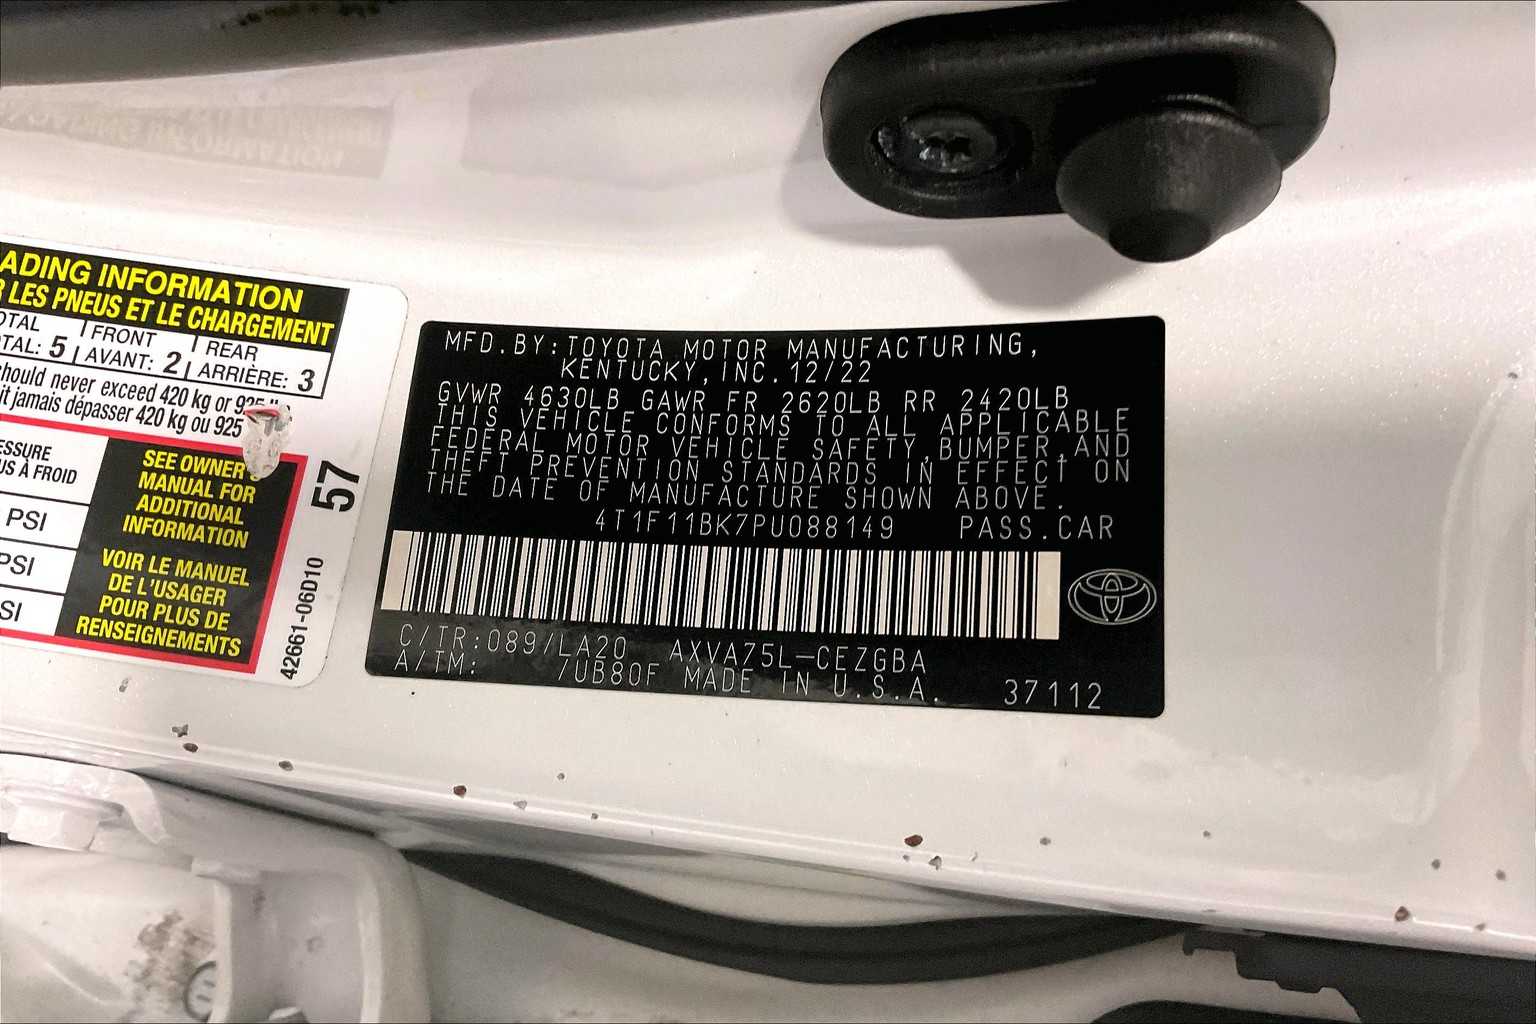 ADING INFORMATION
R LES PNEUS ET LE CHARGEMENT
OTAL FRONT REAR
OTAL: 5 AVANT: 2 ARRIÈRE: 3
should never exceed 420 kg or
it jamais dépasser 420 kg ou 925
ESSURE
US À FROID
PSI
PSI
SI
SEE OWNER'S
MANUAL FOR
ADDITIONAL
INFORMATION
VOIR LE MANUEL
DE L'USAGER
POUR PLUS DE
RENSEIGNEMENTS
57
42661-06D10
MFD.BY:TOYOTA MOTOR MANUFACTURING,
KENTUCKY,INC.12/22
GVWR 4630LB GAWR FR 2620LB RR 2420LB
THIS VEHICLE CONFORMS TO ALL APPLICABLE
FEDERAL MOTOR VEHICLE SAFETY,BUMPER,AND
THEFT PREVENTION STANDARDS IN EFFECT ON
THE DATE OF MANUFACTURE SHOWN ABOVE.
4T1F11BK7PU088149 PASS.CAR
C/TR:089/LA20 AXVA75L-CEZGBA
A/TM: /UB80F MADE IN U.S.A. 37112